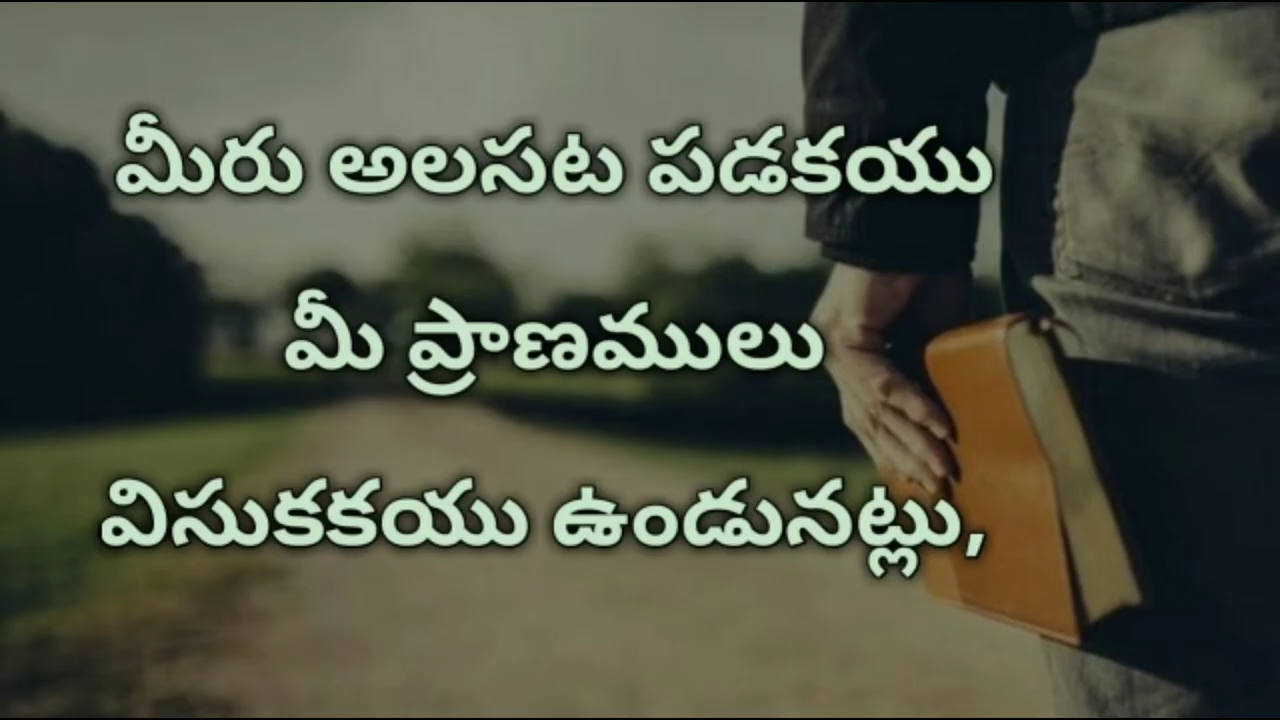 మీరు అలసట పడకయు
మీ ప్రాణములు
విసుకకయు ఉండునట్లు,